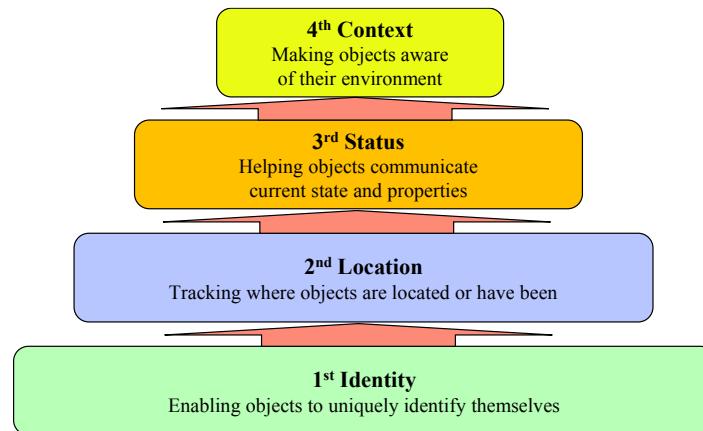 4th Context
Making objects aware
of their environment
3rd Status
Helping objects communicate
current state and properties
2nd Location
Tracking where objects are located or have been
1st Identity
Enabling objects to uniquely identify themselves